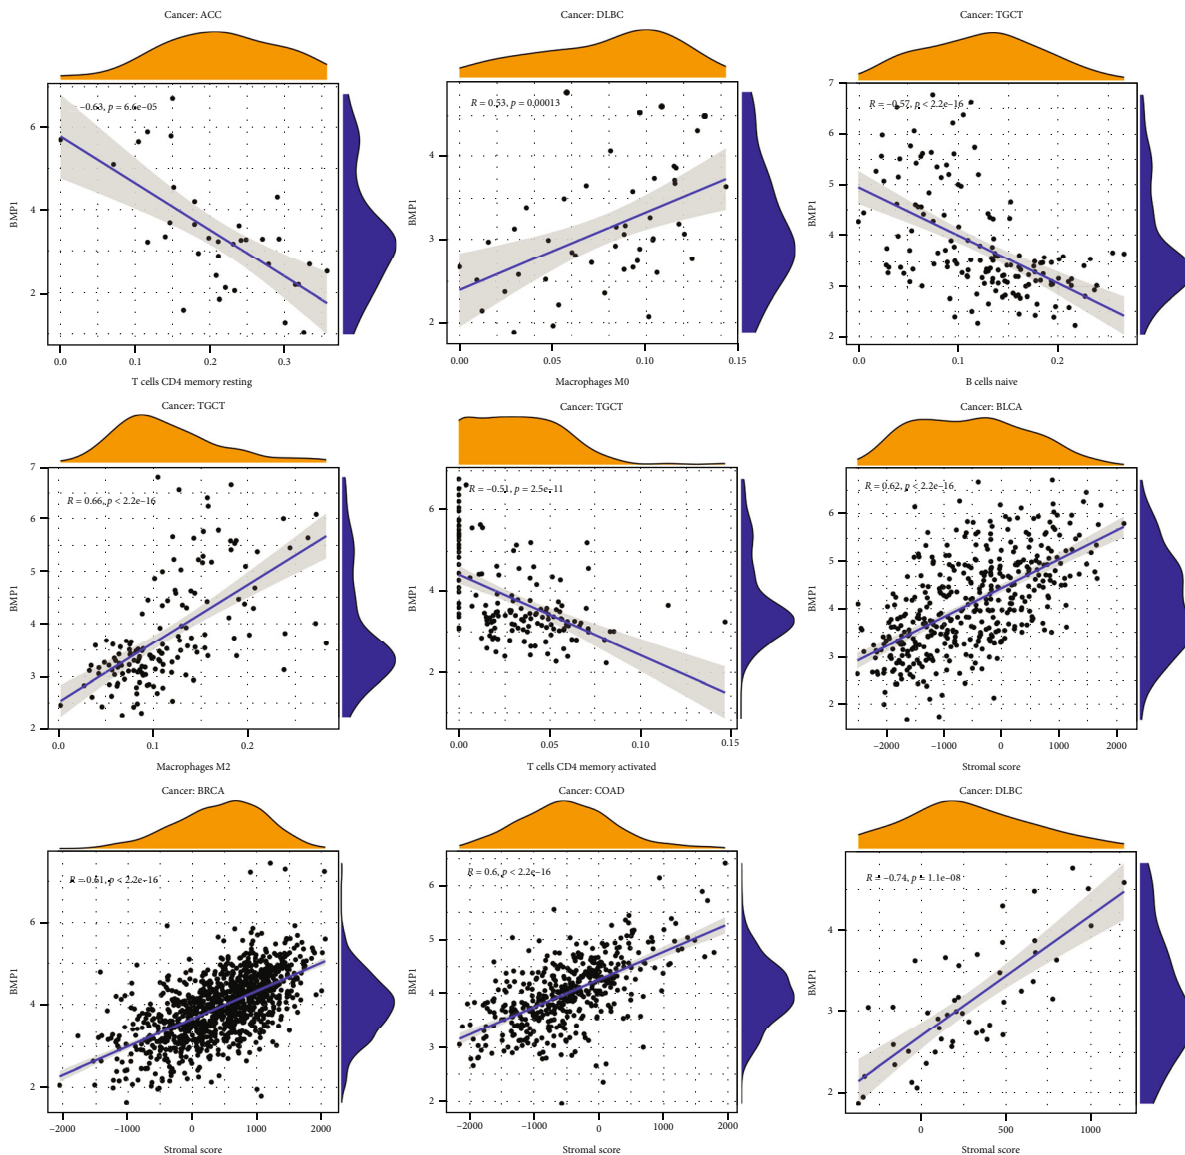 Cancer: ACC
−0.63, p = 6.6e−05
6
4
2
BMP1
0.0 0.1 0.2 0.3
T cells CD4 memory resting
Cancer: DLBC
R = 0.53, p = 0.00013
4
3
2
BMP1
0.00 0.05 0.10 0.15
Macrophages M0
Cancer: TGCT
R = −0.57, p < 2.2e−16
7
6
5
4
3
2
BMP1
0.0 0.1 0.2
B cells naive
Cancer: TGCT
R = 0.66, p < 2.2e−16
7
6
5
4
3
2
BMP1
0.0 0.1 0.2
Macrophages M2
Cancer: TGCT
R = −0.51, p = 2.5e−11
6
4
2
BMP1
0.00 0.05 0.10 0.15
T cells CD4 memory activated
Cancer: BLCA
R = 0.62, p < 2.2e−16
6
5
4
3
2
BMP1
−2000 −1000 0 1000 2000
Stromal score
Cancer: BRCA
R = 0.61, p < 2.2e−16
6
4
2
BMP1
−2000 −1000 0 1000 2000
Stromal score
Cancer: COAD
R = 0.6, p < 2.2e−16
6
5
4
3
2
BMP1
−2000 −1000 0 1000 2000
Stromal score
Cancer: DLBC
R = −0.74, p = 1.1e−08
4
3
2
BMP1
0 500 1000
Stromal score